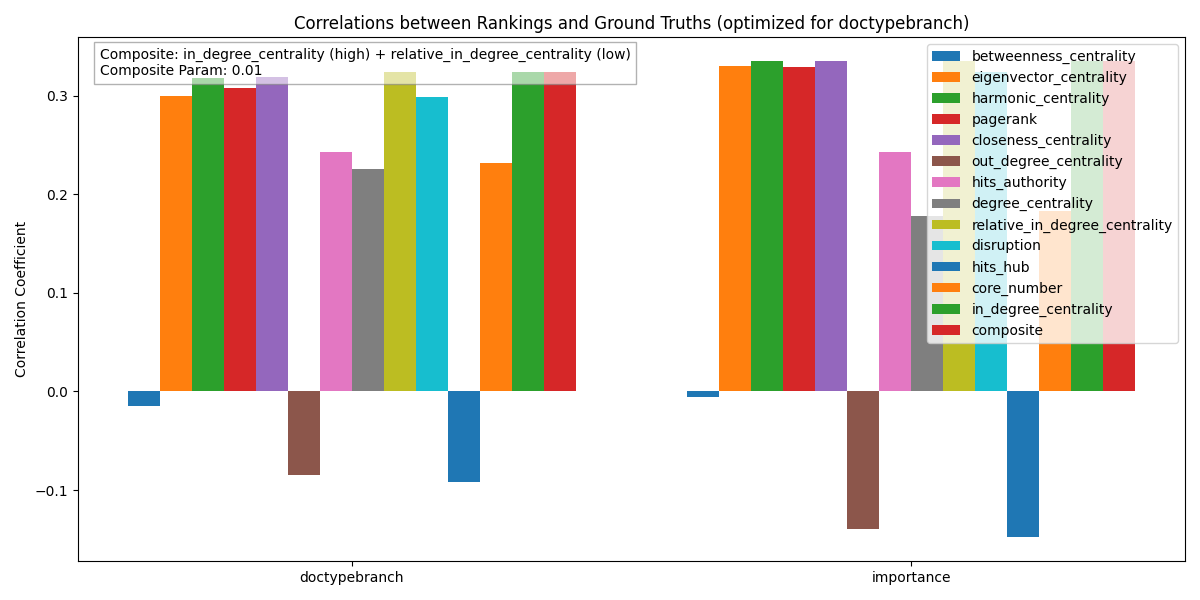 Correlations between Rankings and Ground Truths (optimized for doctypebranch)
Composite: in_degree_centrality (high) + relative_in_degree_centrality (low)
Composite Param: 0.01
betweenness_centrality
eigenvector_centrality
harmonic_centrality
pagerank
closeness_centrality
out_degree_centrality
hits_authority
degree_centrality
relative_in_degree_centrality
disruption
hits_hub
core_number
in_degree_centrality
composite
Correlation Coefficient
0.3
0.2
0.1
0.0
−0.1
doctypebranch
importance